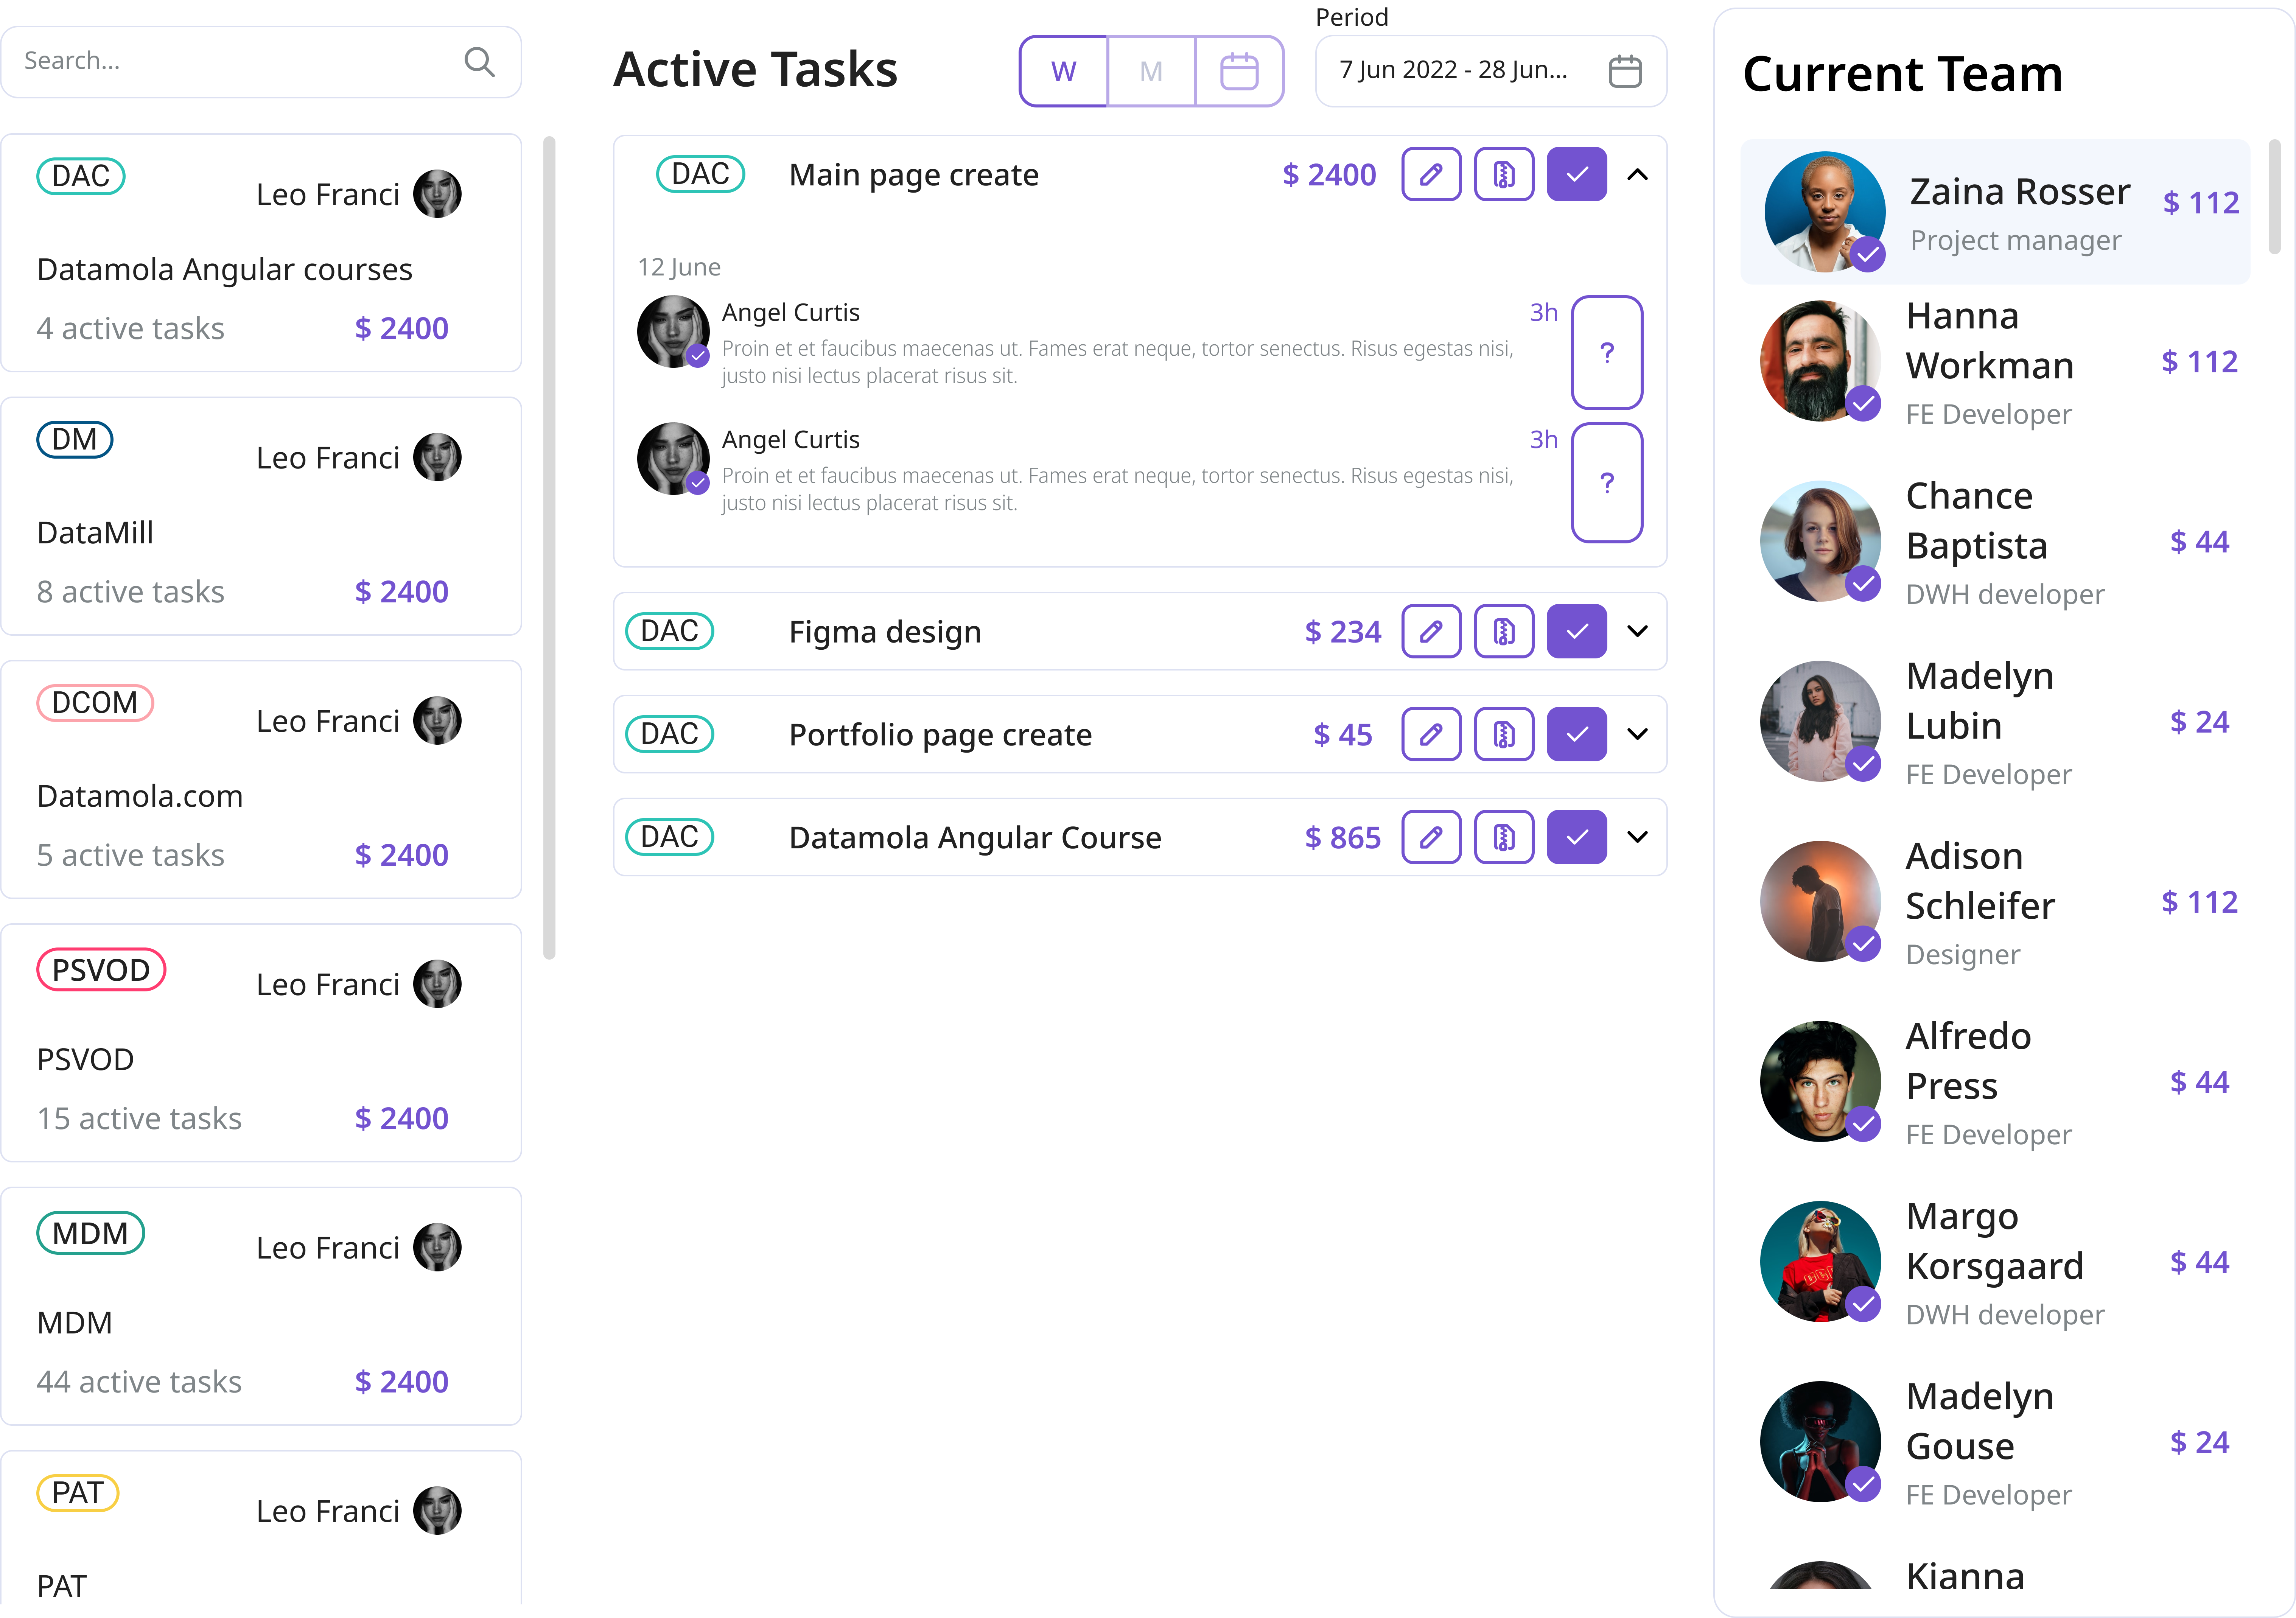 Search...
DAC
Leo Franci
Datamola Angular courses
4 active tasks
$ 2400
DM
Leo Franci
DataMill
8 active tasks
$ 2400
DCOM
Leo Franci
Datamola.com
5 active tasks
$ 2400
PSVOD
Leo Franci
PSVOD
15 active tasks
$ 2400
MDM
Leo Franci
MDM
44 active tasks
$ 2400
PAT
Leo Franci
PAT
Active Tasks
W
M
Period
7 Jun 2022 - 28 Jun...
DAC
Main page create
$ 2400
12 June
Angel Curtis
3h
Proin et et faucibus maecenas ut. Fames erat neque, tortor senectus. Risus egestas nisi,
justo nisi lectus placerat risus sit.
?
Angel Curtis
3h
Proin et et faucibus maecenas ut. Fames erat neque, tortor senectus. Risus egestas nisi,
justo nisi lectus placerat risus sit.
?
DAC
Figma design
$ 234
DAC
Portfolio page create
$ 45
DAC
Datamola Angular Course
$ 865
Current Team
Zaina Rosser
Project manager
$ 112
Hanna
Workman
FE Developer
$ 112
Chance
Baptista
DWH developer
$ 44
Madelyn
Lubin
FE Developer
$ 24
Adison
Schleifer
Designer
$ 112
Alfredo
Press
FE Developer
$ 44
Margo
Korsgaard
DWH developer
$ 44
Madelyn
Gouse
FE Developer
$ 24
Kianna